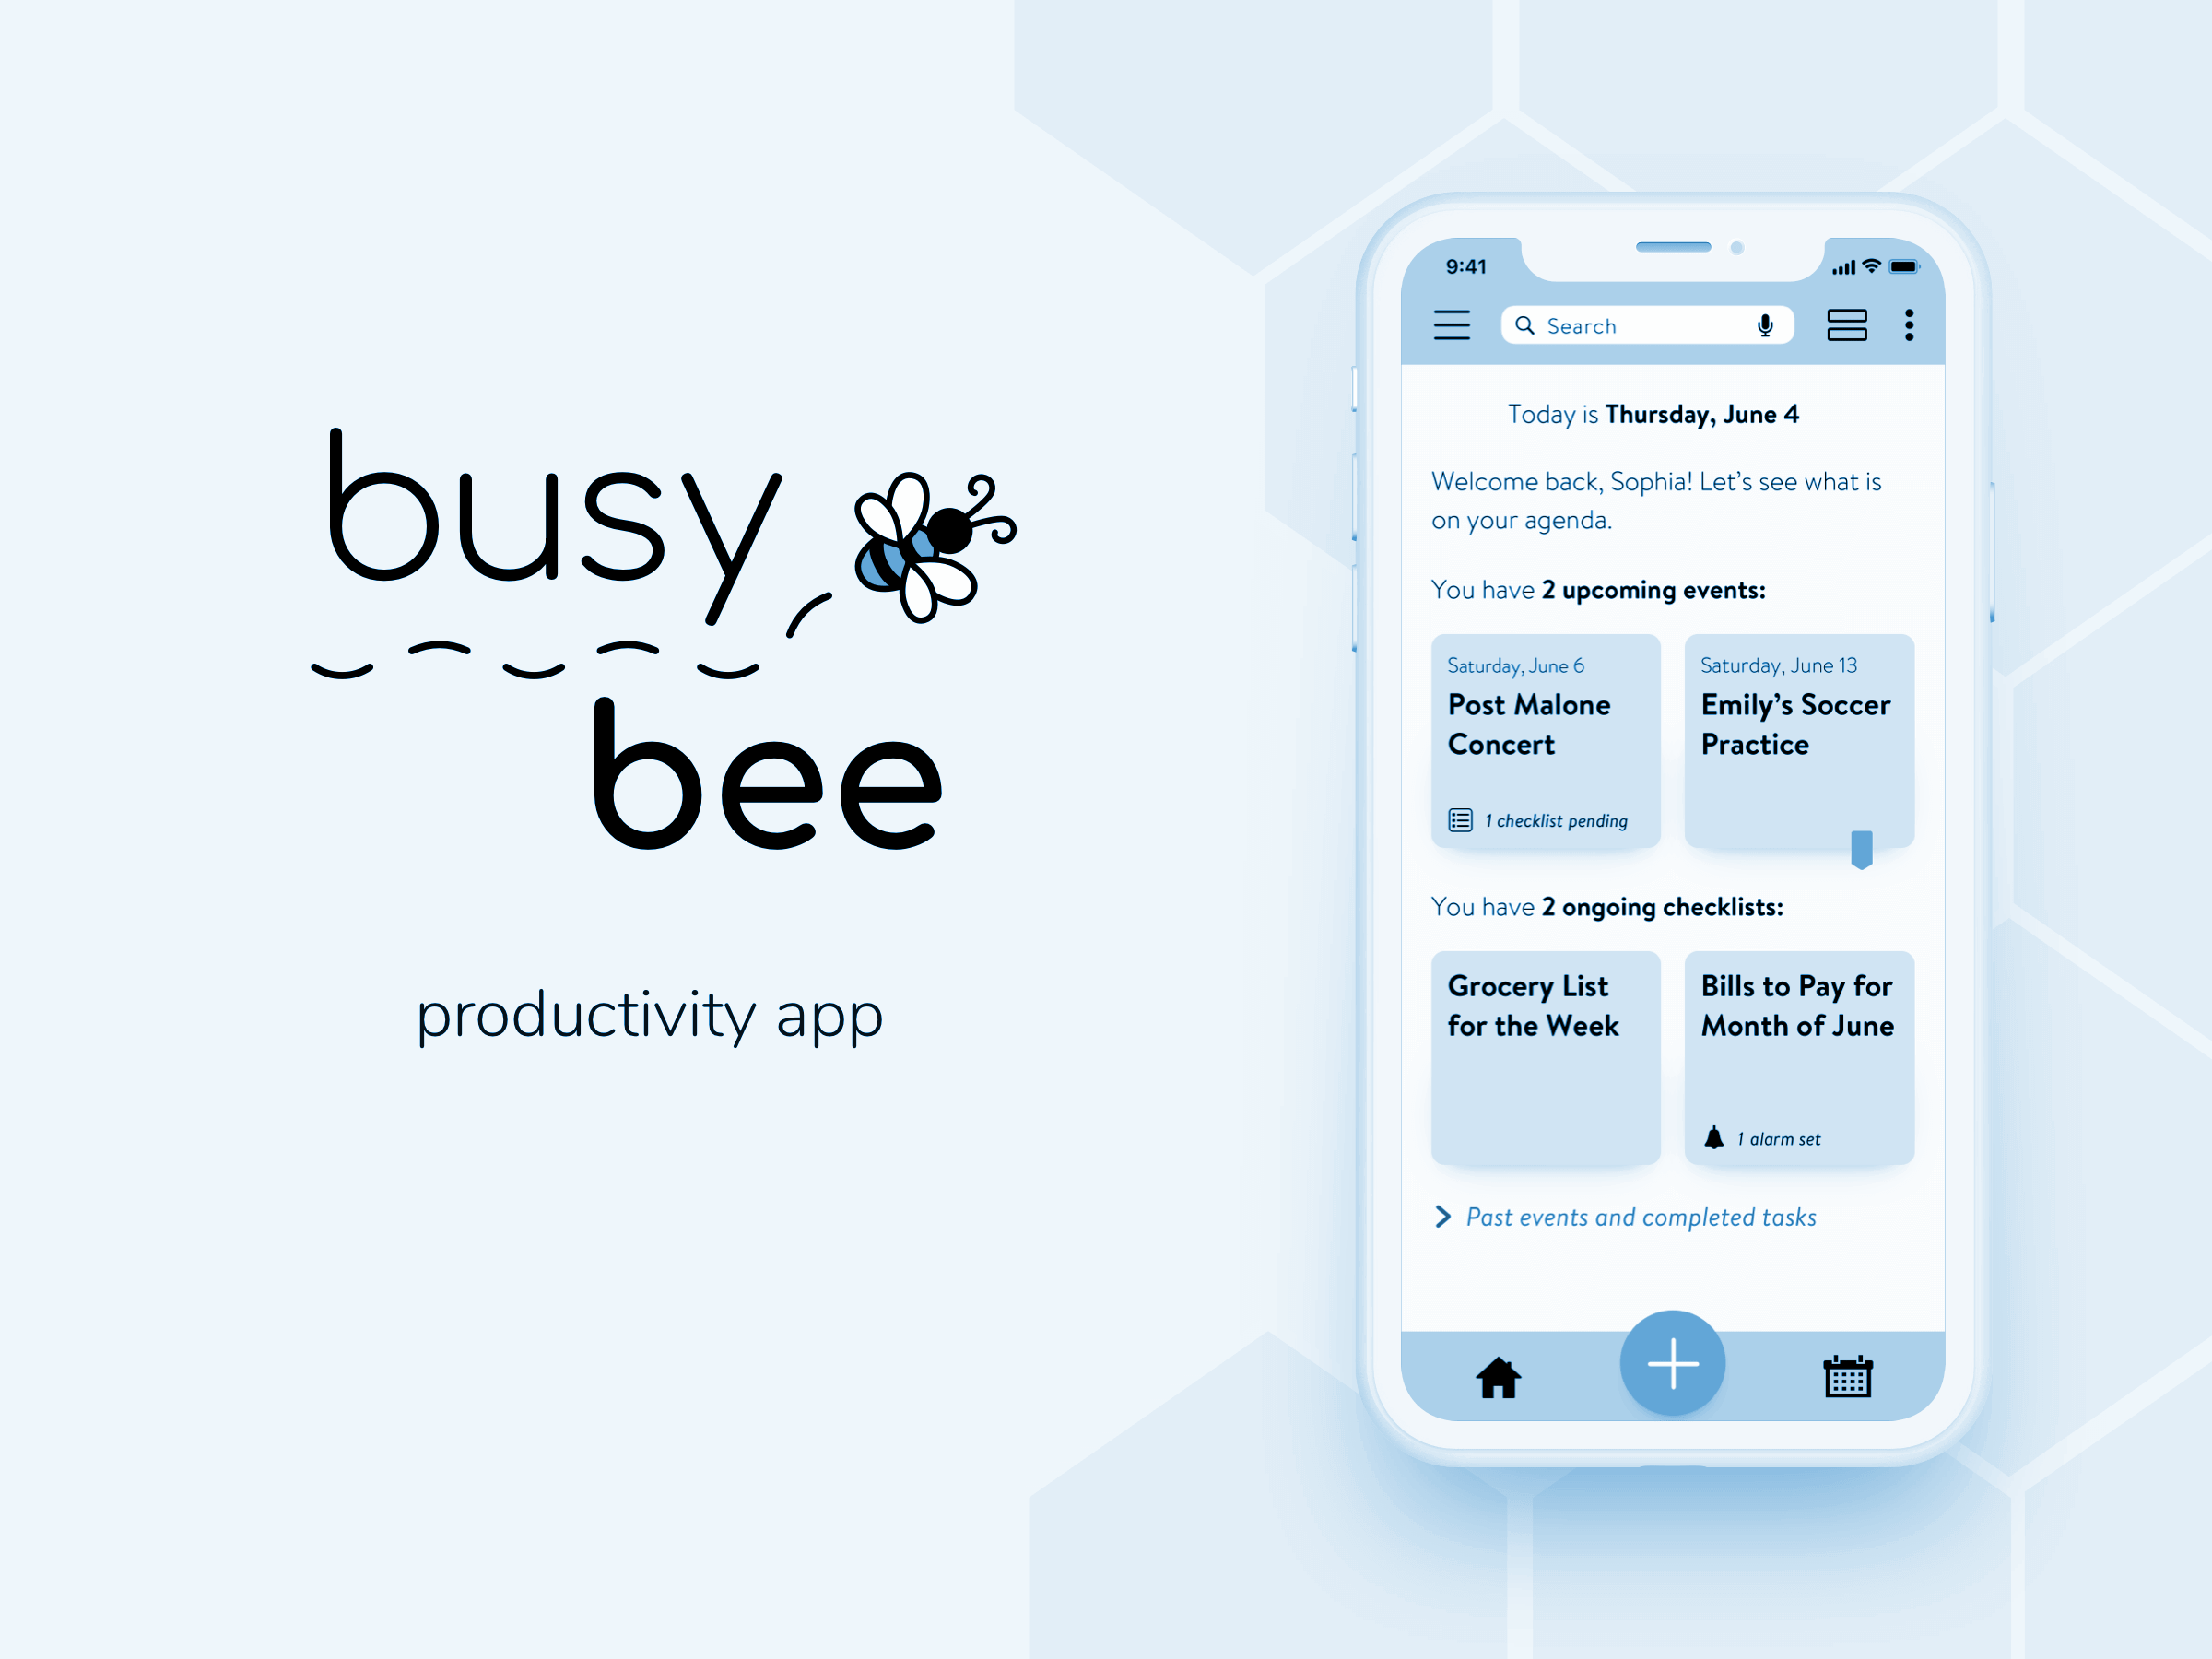 busy
bee
productivity app
9:41
Search
Today is Thursday, June 4
Welcome back, Sophia! Let's see what is
on your agenda.
You have 2 upcoming events:
Saturday, June 6
Post Malone
Concert
1 checklist pending
Saturday, June 13
Emily's Soccer
Practice
You have 2 ongoing checklists:
Grocery List
for the Week
Bills to Pay for
Month of June
1 alarm set
Past events and completed tasks